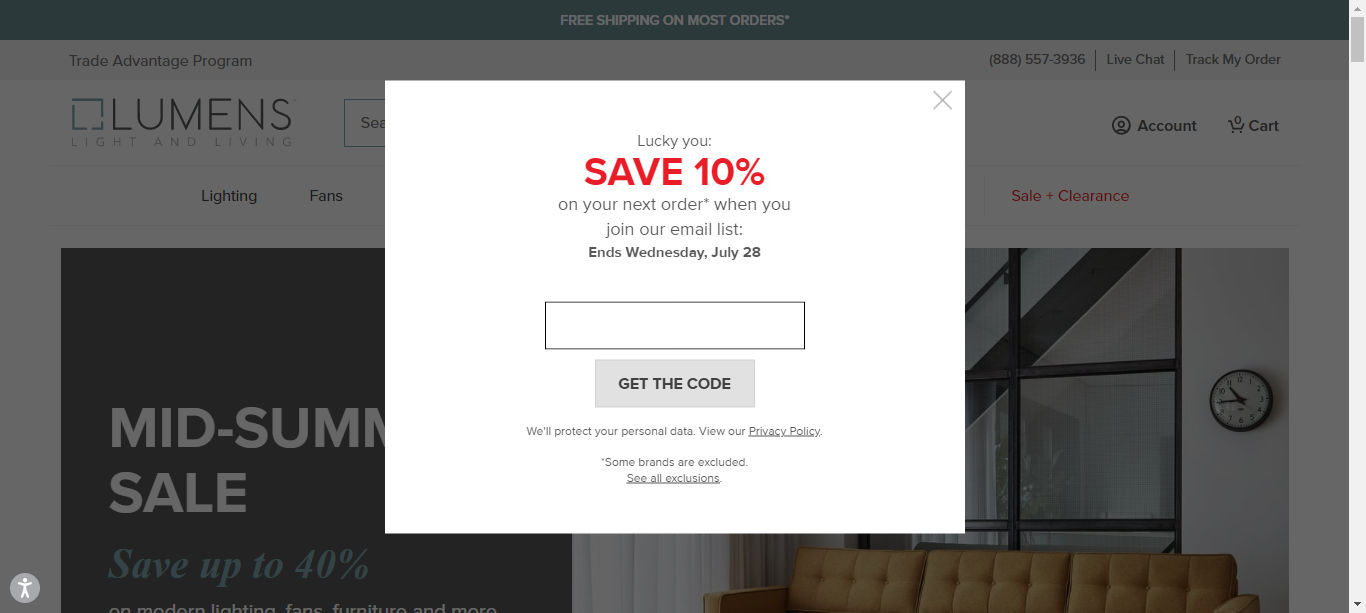 FREE SHIPPING ON MOST ORDERS*
Trade Advantage Program
(888) 557-3936
Live Chat
Track My Order
LUMENS
LIGHT AND LIVING
Sea
Account
0
Cart
Lighting
Fans
Sale + Clearance
Lucky you:
SAVE 10%
on your next order* when you
join our email list:
Ends Wednesday, July 28
GET THE CODE
We'll protect your personal data. View our Privacy Policy.
*Some brands are excluded.
See all exclusions.
MID-SUMM
SALE
Save up to 40%
on modern lighting, fans, furniture and more